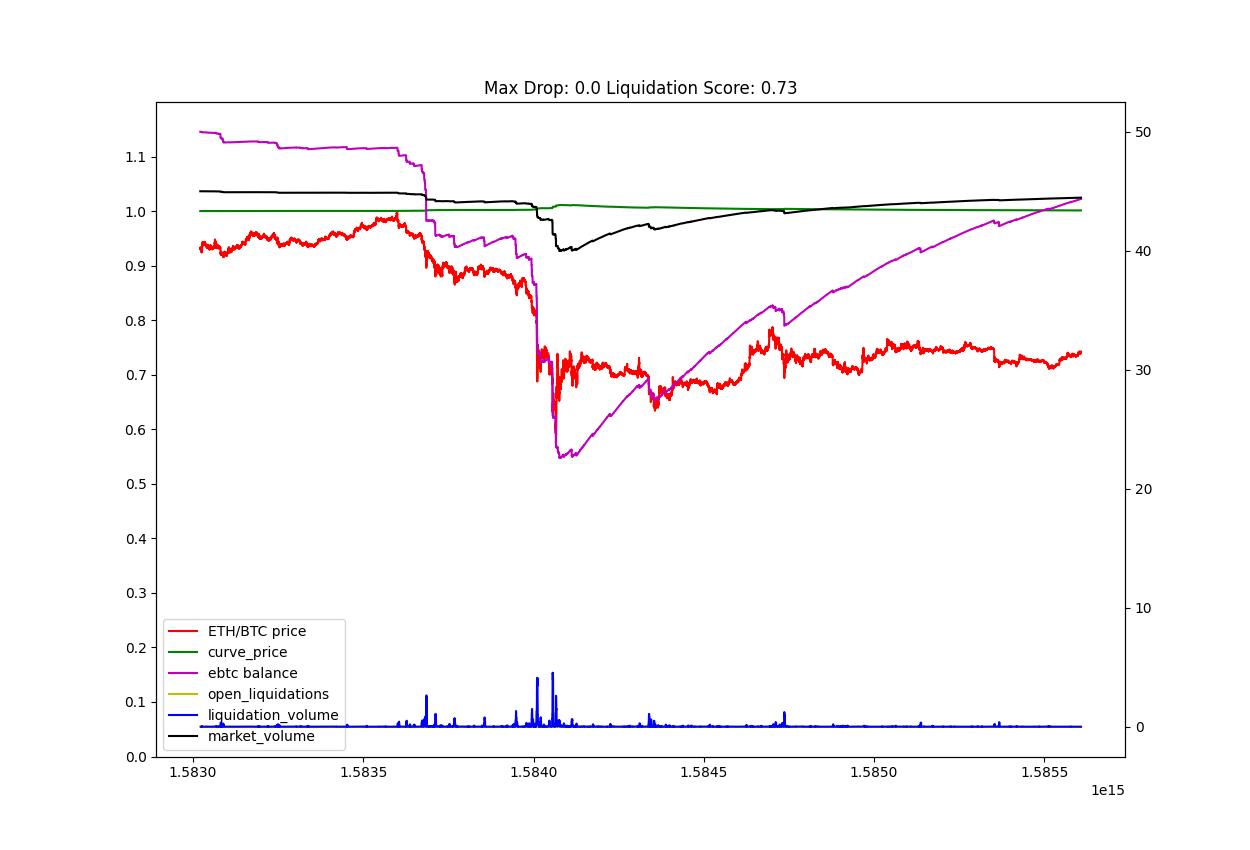 Max Drop: 0.0 Liquidation Score: 0.73
1.1
1.0
0.9
0.8
0.7
0.6
0.5
0.4
0.3
0.2
0.1
0.0
50
40
30
20
10
0
ETH/BTC price
curve_price
ebtc balance
open_liquidations
liquidation_volume
market_volume
1.5830 1.5835 1.5840 1.5845 1.5850 1.5855
1e15